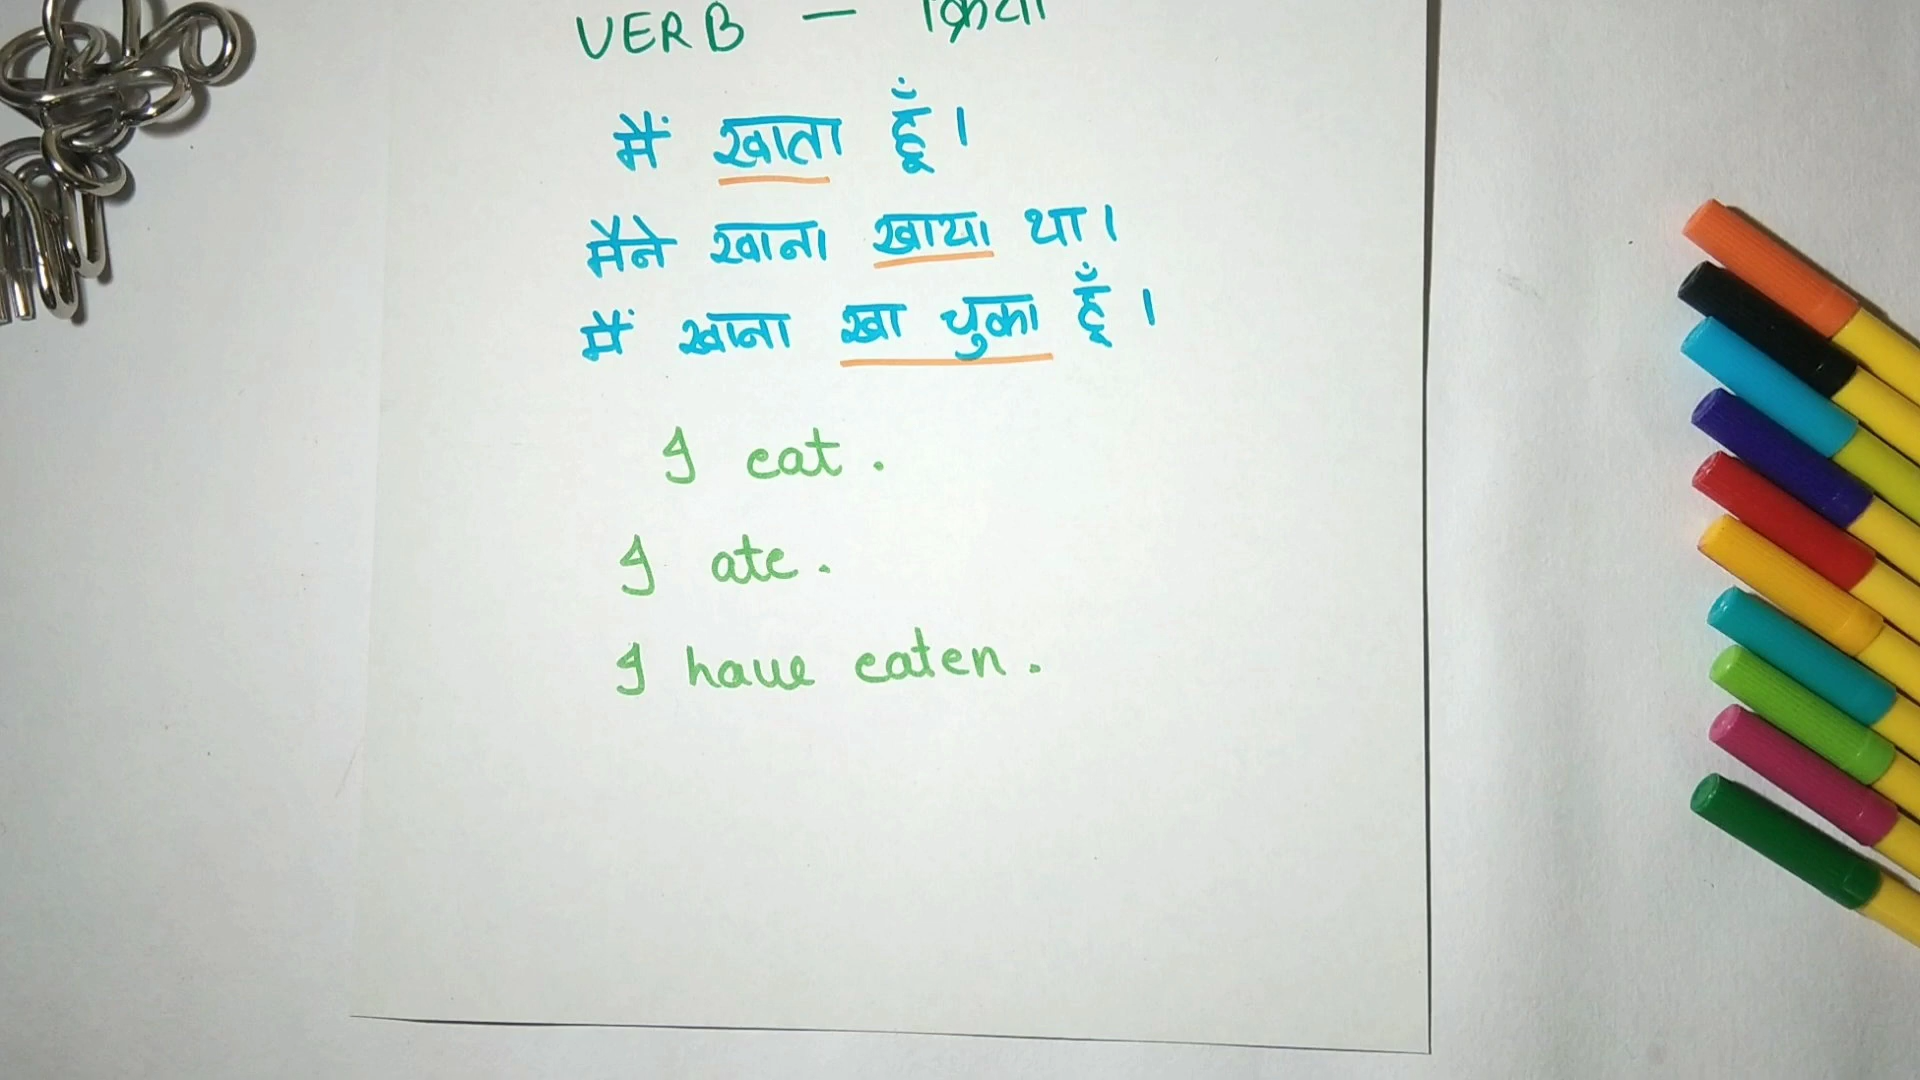 VERB — क्रिया
मैं खाता हूँ।
मैने खाना खाया था।
मैं खाना खा चुका हूँ।
I eat.
I ate.
I have eaten.